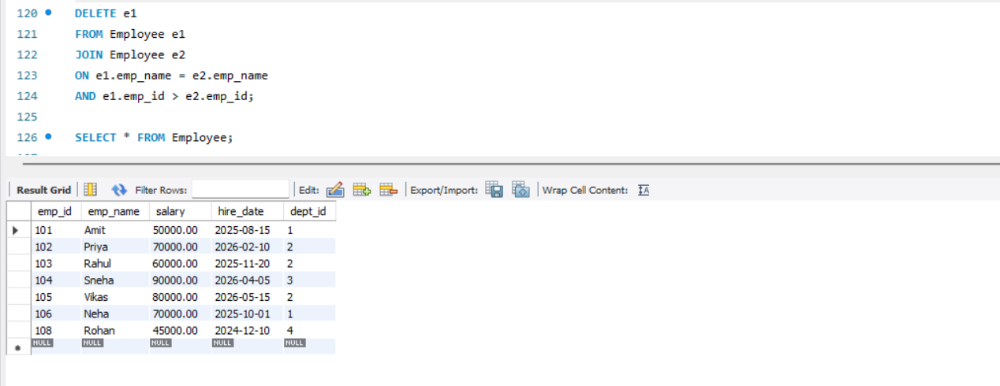 120 DELETE e1
121 FROM Employee e1
122 JOIN Employee e2
123 ON e1.emp_name = e2.emp_name
124 AND e1.emp_id > e2.emp_id;
125
126 SELECT * FROM Employee;
Result Grid Filter Rows: Edit: Export/Import: Wrap Cell Content: IA
emp_id emp_name salary hire_date dept_id
101 Amit 50000.00 2025-08-15 1
102 Priya 70000.00 2026-02-10 2
103 Rahul 60000.00 2025-11-20 2
104 Sneha 90000.00 2026-04-05 3
105 Vikas 80000.00 2026-05-15 2
106 Neha 70000.00 2025-10-01 1
108 Rohan 45000.00 2024-12-10 4
NULL NULL NULL NULL NULL